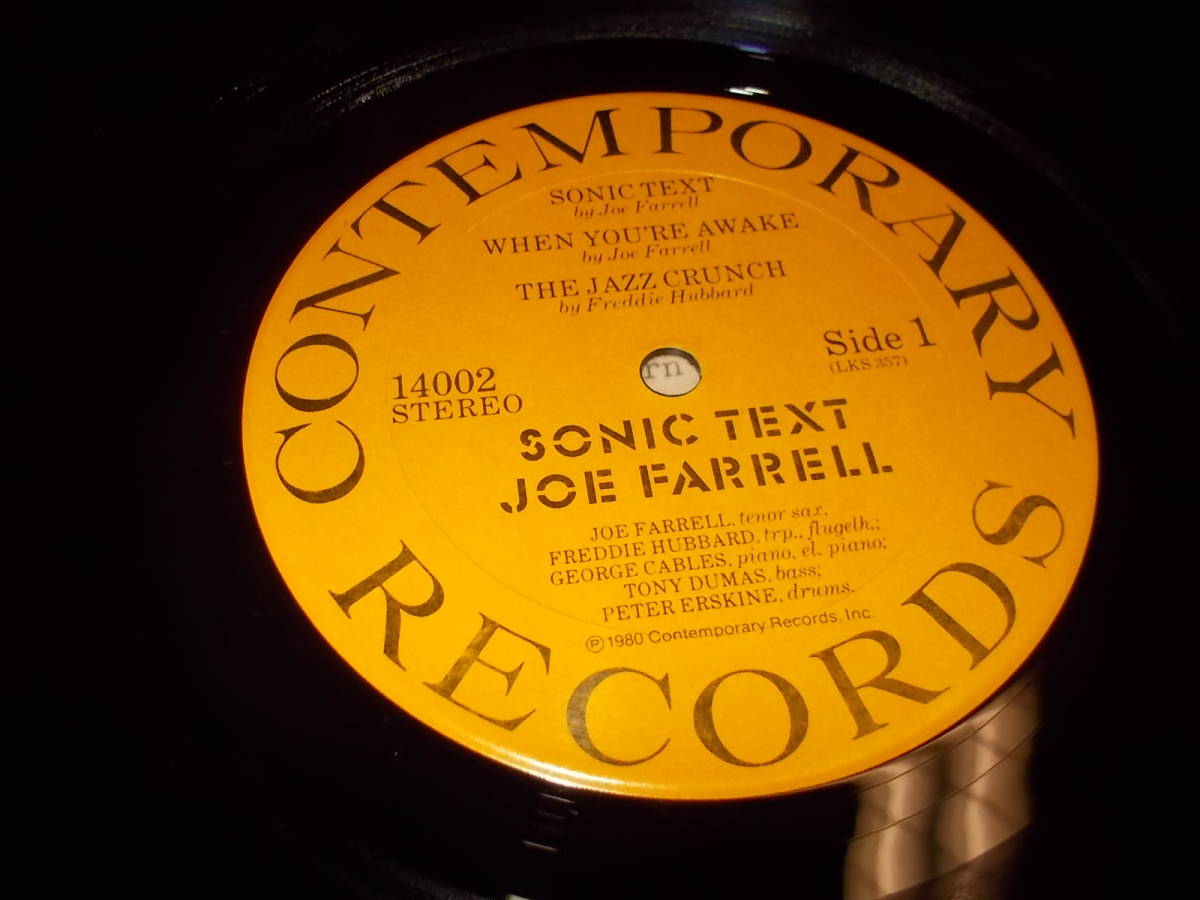 CONTEMPORARY
SONIC TEXT
by Joe Farrell
WHEN YOU'RE AWAKE
by Joe Farrell
THE JAZZ CRUNCH
by Freddie Hubbard
Side 1
(LKS 357)
rn
14002
STEREO
SONIC TEXT
JOE FARRELL
JOE FARRELL, tenor sax,
FREDDIE HUBBARD, trp., flugelh.;
GEORGE CABLES, piano, el. piano;
TONY DUMAS, bass;
PETER ERSKINE, drums.
℗ 1980 Contemporary Records, Inc.
RECORDS